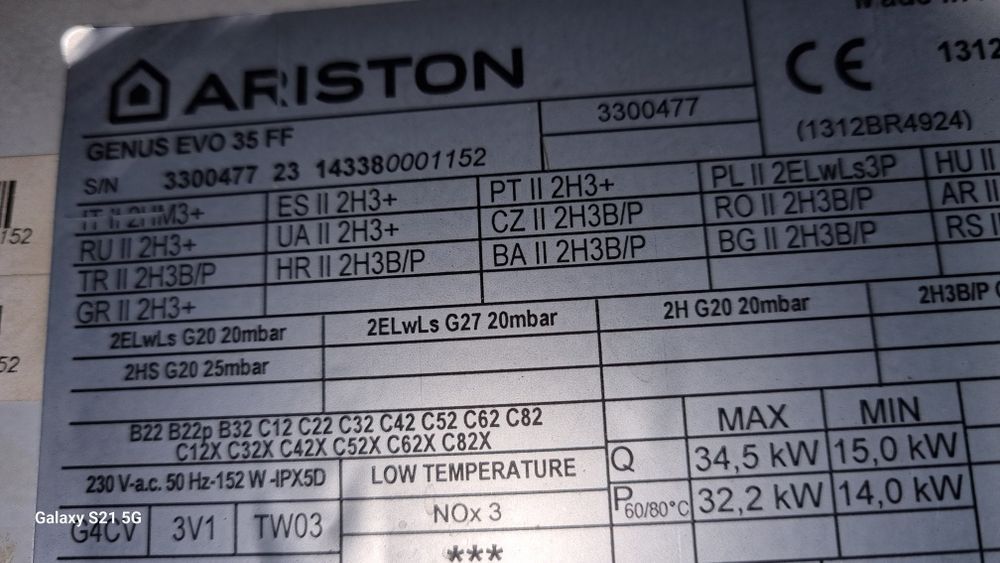 Made in
ARISTON
CE
1312
3300477
(1312BR4924)
GENUS EVO 35 FF
S/N 3300477 23 143380001152
IT II 2HM3+ ES II 2H3+ PT II 2H3+ PL II 2ELwLs3P HU II
RU II 2H3+ UA II 2H3+ CZ II 2H3B/P RO II 2H3B/P AR II
TR II 2H3B/P HR II 2H3B/P BA II 2H3B/P BG II 2H3B/P RS I
GR II 2H3+
2ELwLs G20 20mbar 2ELwLs G27 20mbar 2H G20 20mbar 2H3B/P
2HS G20 25mbar
B22 B22p B32 C12 C22 C32 C42 C52 C62 C82
C12X C32X C42X C52X C62X C82X
MAX MIN
Q 34,5 kW 15,0 kW
230 V-a.c. 50 Hz-152 W -IPX5D LOW TEMPERATURE
P60/80°C 32,2 kW 14,0 kW
G4CV 3V1 TW03 NOx 3
***
152
52
Galaxy S21 5G